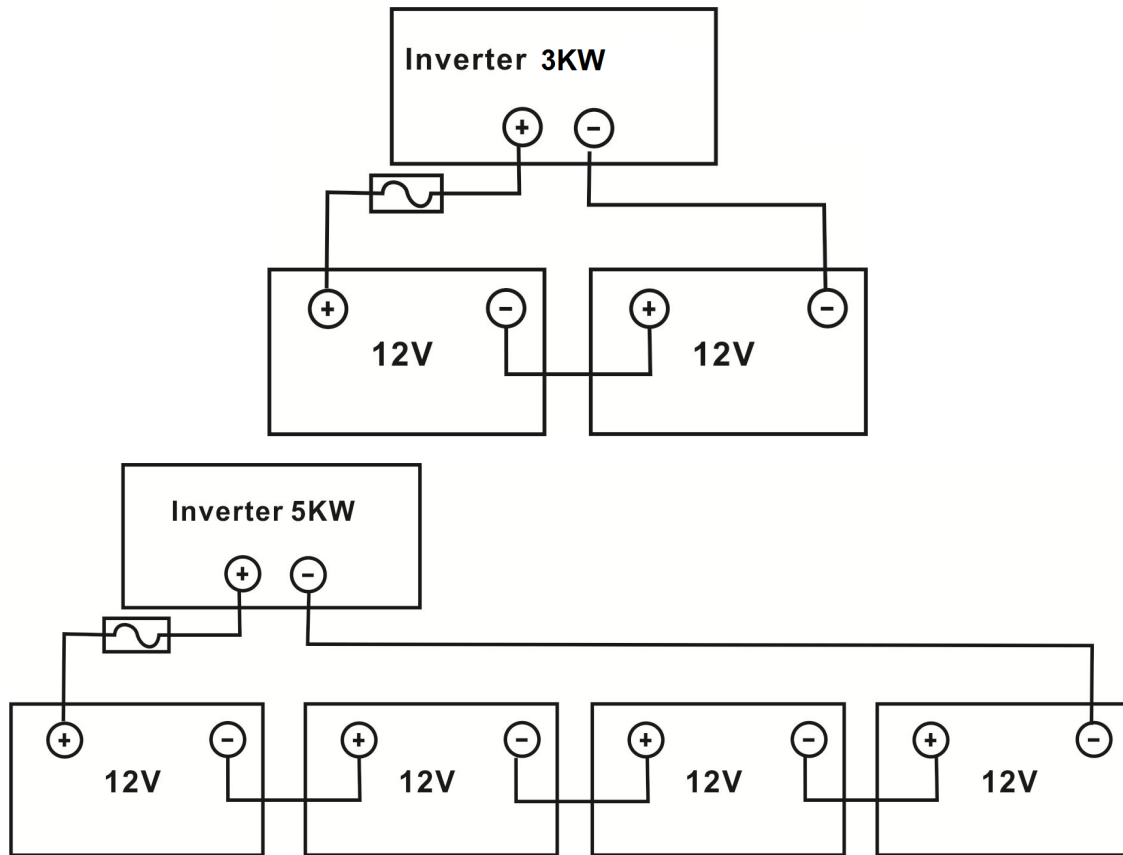 Inverter 3KW
+ -
+ - + -
12V 12V
Inverter 5KW
+ -
+ - + - + - + -
12V 12V 12V 12V